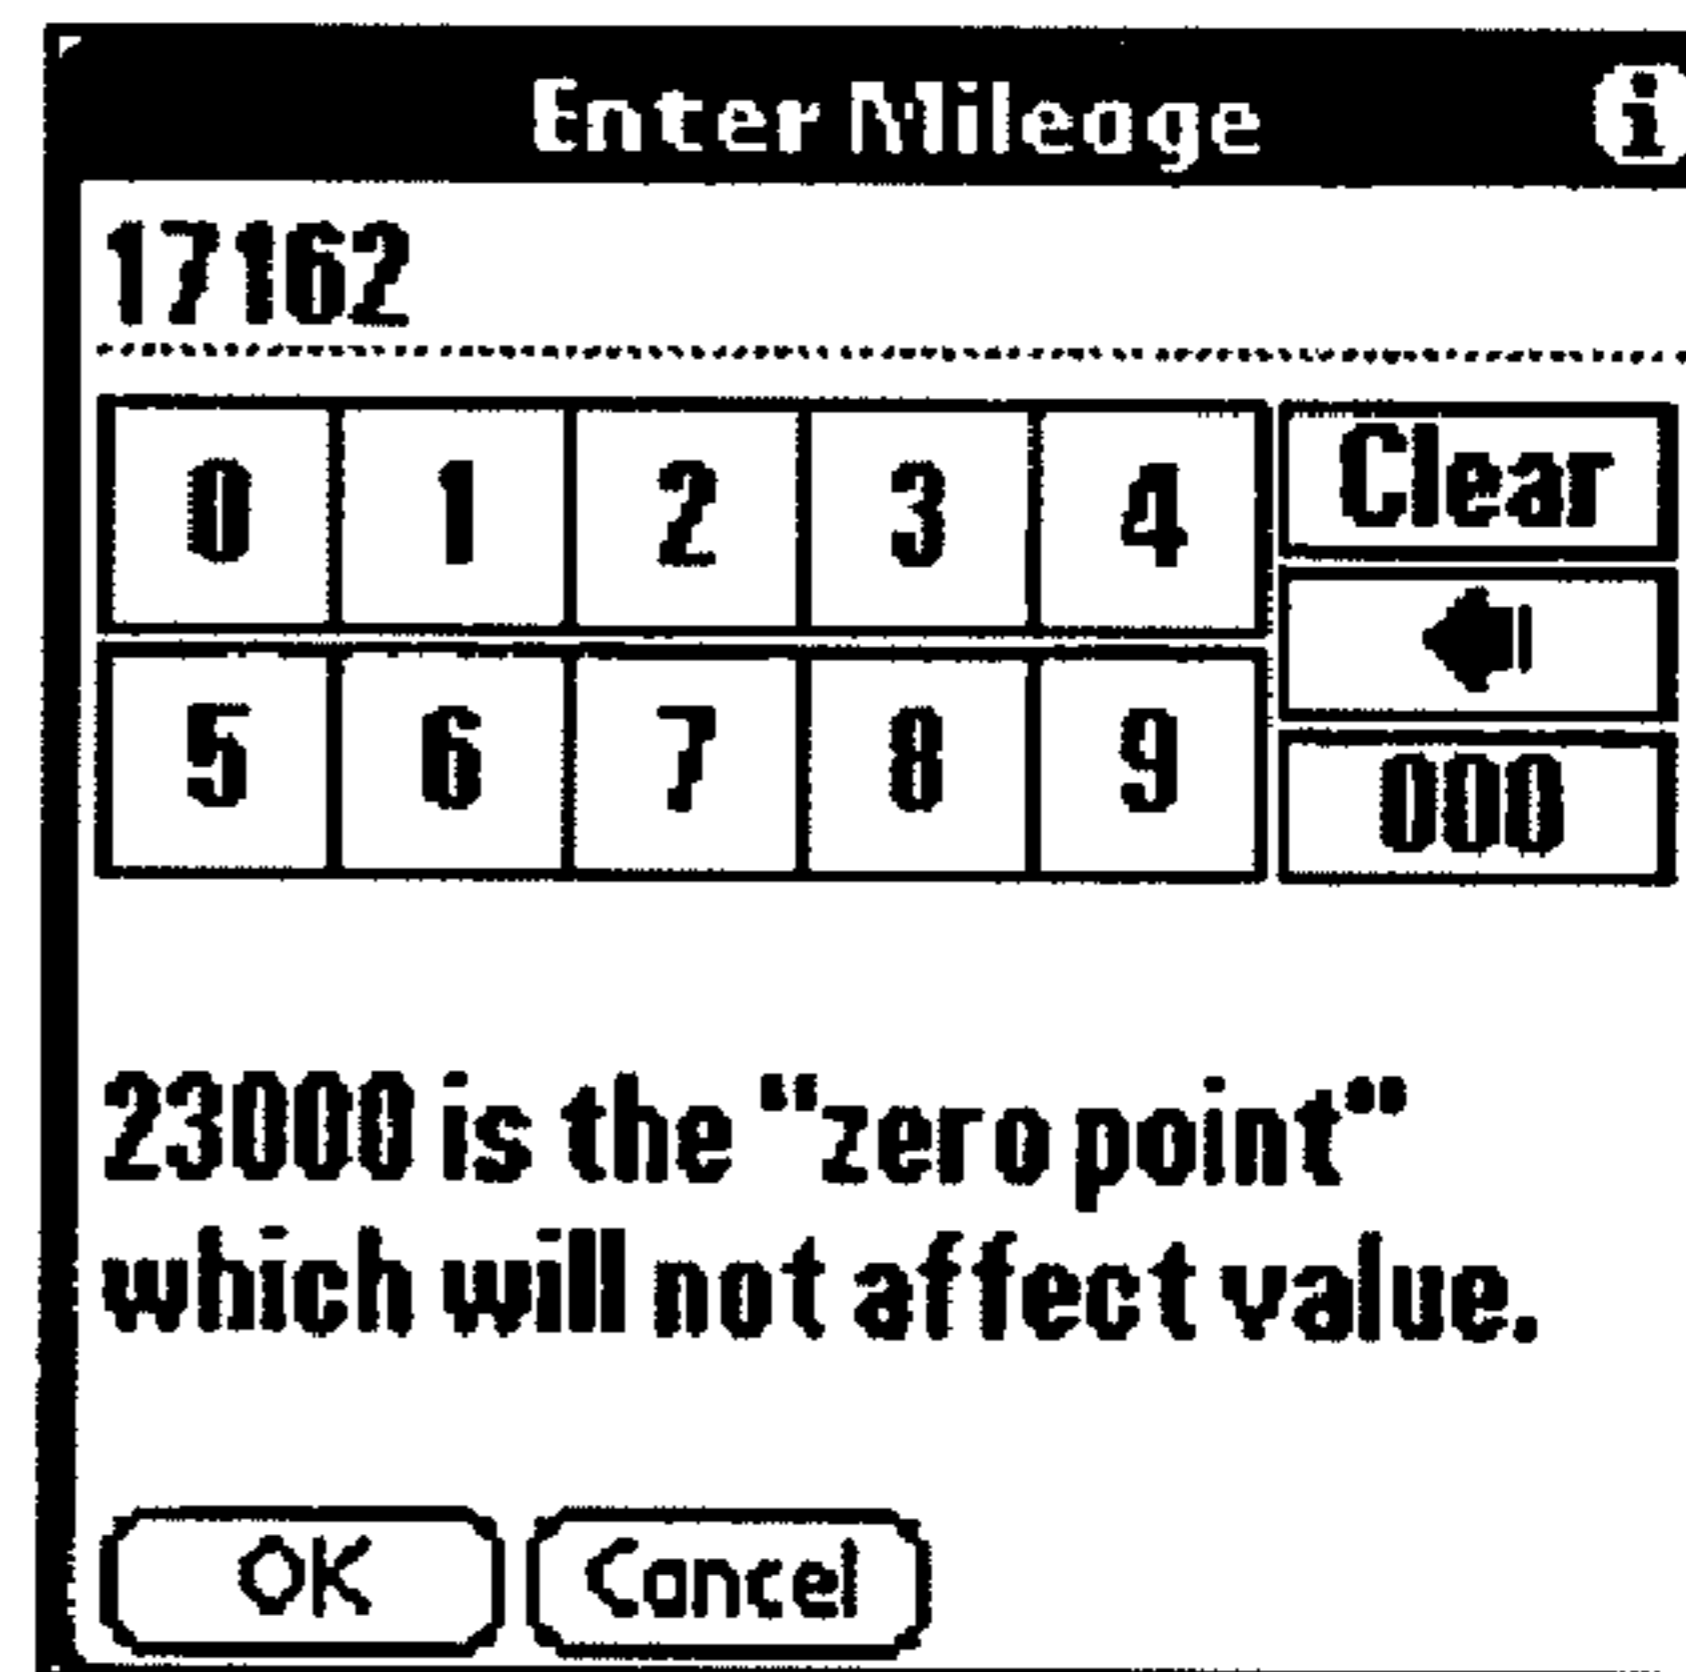 Enter Mileage i
17162
0 1 2 3 4 Clear
5 6 7 8 9 000
23000 is the “zero point”
which will not affect value.
OK Cancel